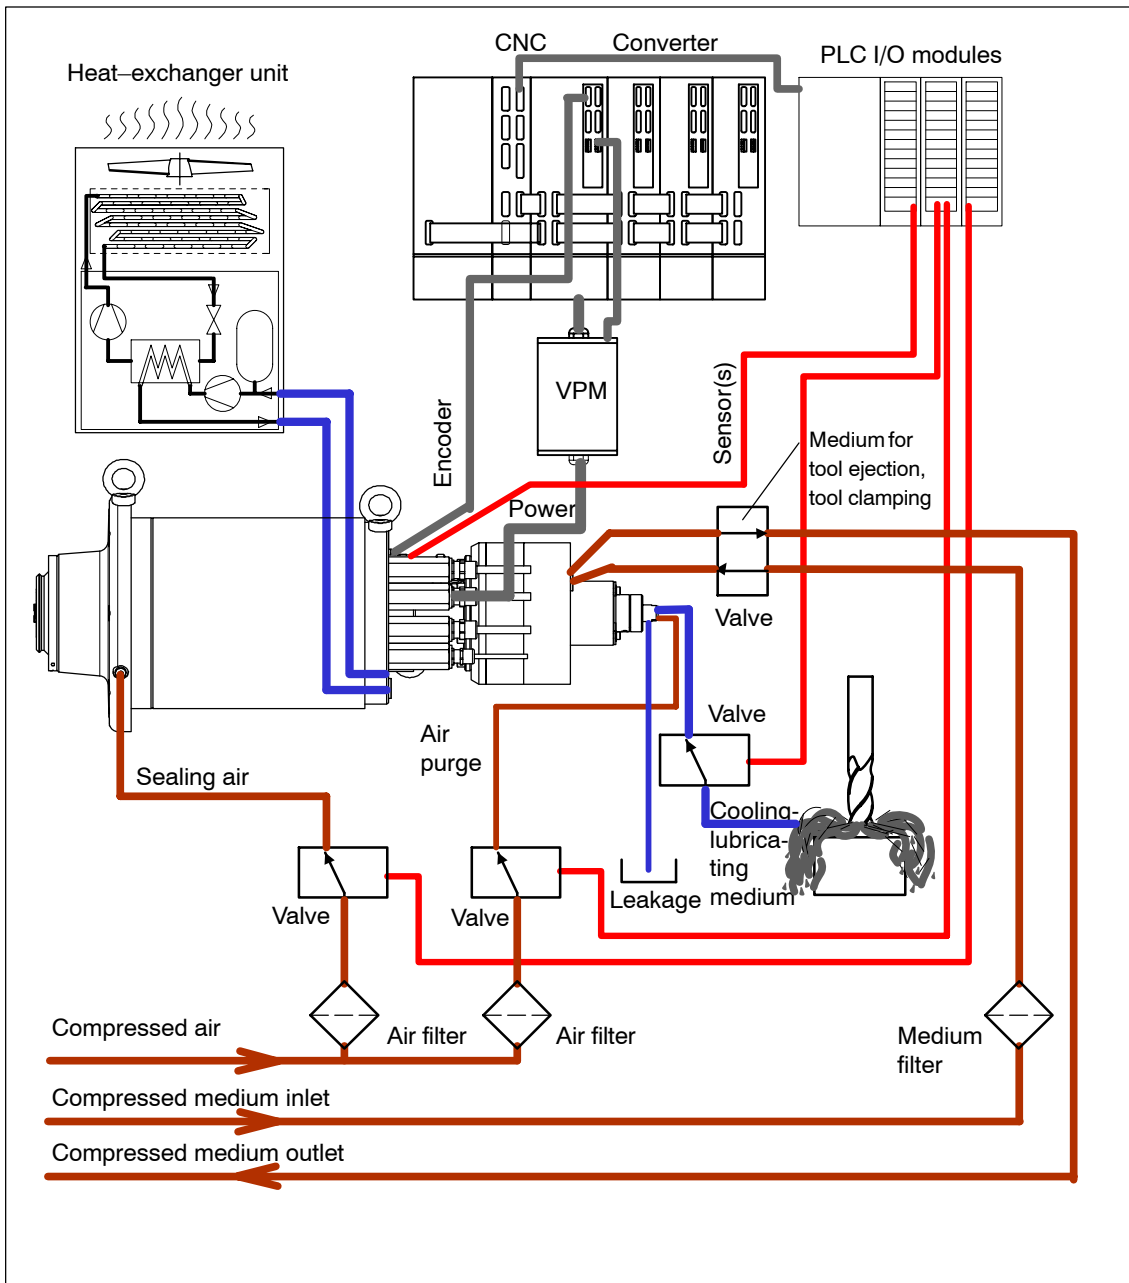 CNC
Converter
PLC I/O modules
Heat–exchanger unit
VPM
Encoder
Sensor(s)
Medium for
tool ejection,
tool clamping
Power
Valve
Valve
Air
purge
Sealing air
Cooling-
lubrica-
ting
medium
Leakage
Valve
Valve
Compressed air
Air filter
Air filter
Medium
filter
Compressed medium inlet
Compressed medium outlet